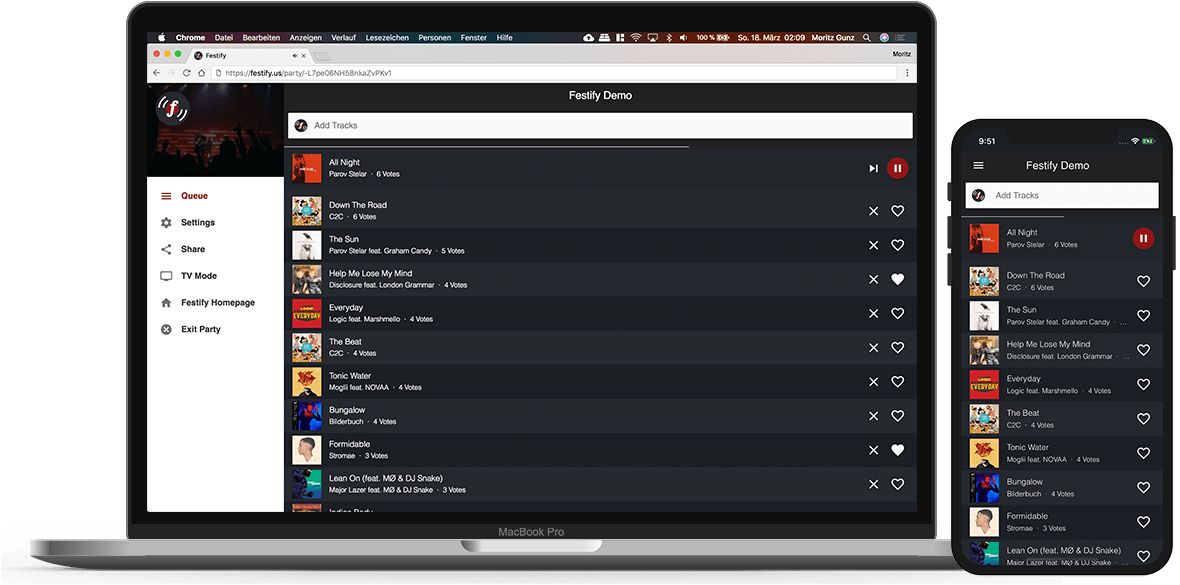 Chrome Datei Bearbeiten Anzeigen Verlauf Lesezeichen Personen Fenster Hilfe 100 % So. 18. März 02:09 Moritz Gunz
Festify
Moritz
https://festify.us/party/-L7pe06NH58nkaZvPKv1
f
Festify Demo
Add Tracks
Queue
Settings
Share
TV Mode
Festify Homepage
Exit Party
All Night
Parov Stelar · 6 Votes
Down The Road
C2C · 6 Votes
The Sun
Parov Stelar feat. Graham Candy · 5 Votes
Help Me Lose My Mind
Disclosure feat. London Grammar · 4 Votes
LOGIC
EVERYDAY
Everyday
Logic feat. Marshmello · 4 Votes
The Beat
C2C · 4 Votes
Tonic Water
Moglii feat. NOVAA · 4 Votes
Bungalow
Bilderbuch · 4 Votes
Formidable
Stromae · 3 Votes
Lean On (feat. MØ & DJ Snake)
Major Lazer feat. MØ & DJ Snake · 3 Votes
MacBook Pro
9:51
Festify Demo
Add Tracks
All Night
Parov Stelar · 6 Votes
Down The Road
C2C · 6 Votes
The Sun
Parov Stelar feat. Graham Candy · ...
Help Me Lose My Mind
Disclosure feat. London Grammar · ...
LOGIC
EVERYDAY
Everyday
Logic feat. Marshmello · 4 Votes
The Beat
C2C · 4 Votes
Tonic Water
Moglii feat. NOVAA · 4 Votes
Bungalow
Bilderbuch · 4 Votes
Formidable
Stromae · 3 Votes
Lean On (feat. MØ & DJ Snake)
Major Lazer feat. MØ & DJ Snake · ...